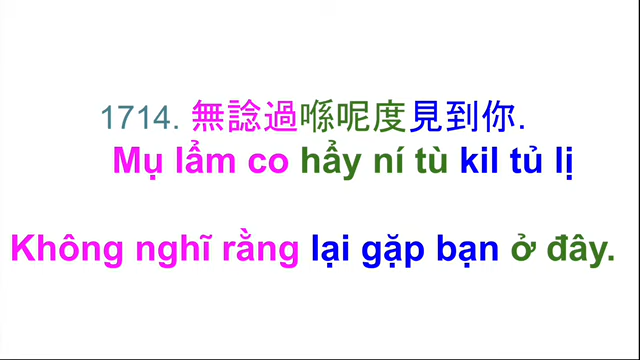 1714. 無諗過喺呢度見到你.
Mụ lẩm co hẩy ní tù kil tủ lị
Không nghĩ rằng lại gặp bạn ở đây.